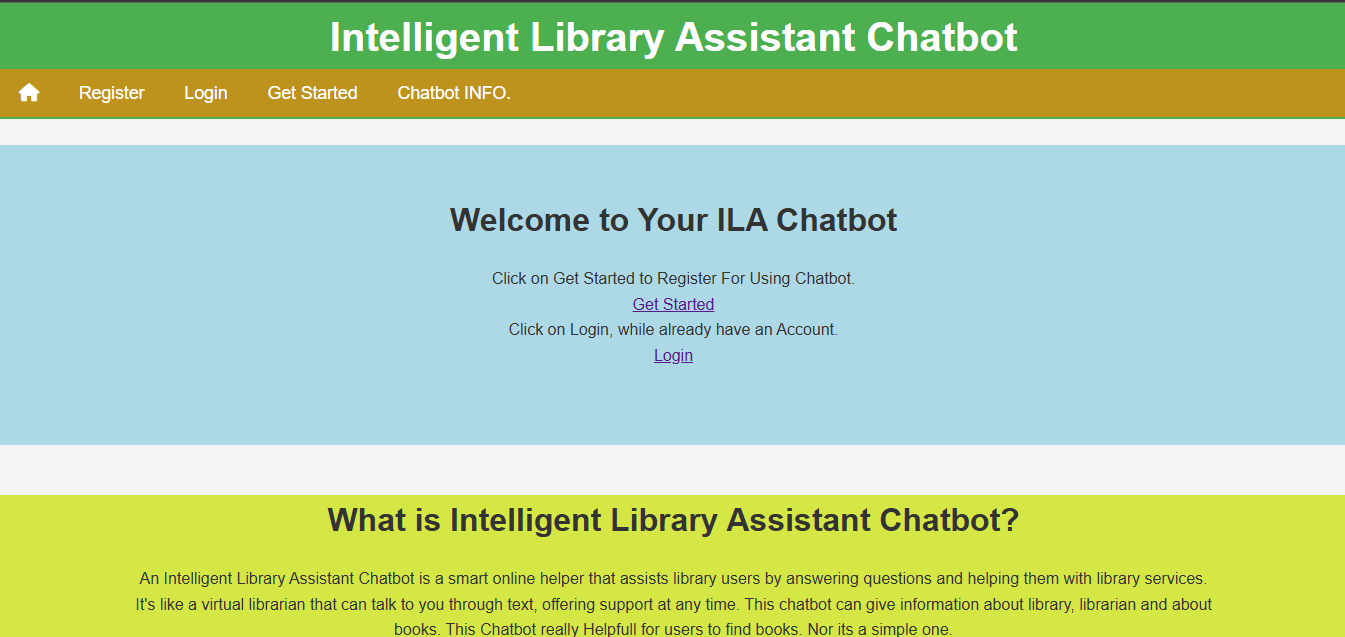 Intelligent Library Assistant Chatbot
Register Login Get Started Chatbot INFO.
Welcome to Your ILA Chatbot
Click on Get Started to Register For Using Chatbot.
Get Started
Click on Login, while already have an Account.
Login
What is Intelligent Library Assistant Chatbot?
An Intelligent Library Assistant Chatbot is a smart online helper that assists library users by answering questions and helping them with library services.
It's like a virtual librarian that can talk to you through text, offering support at any time. This chatbot can give information about library, librarian and about
books. This Chatbot really Helpfull for users to find books. Nor its a simple one.